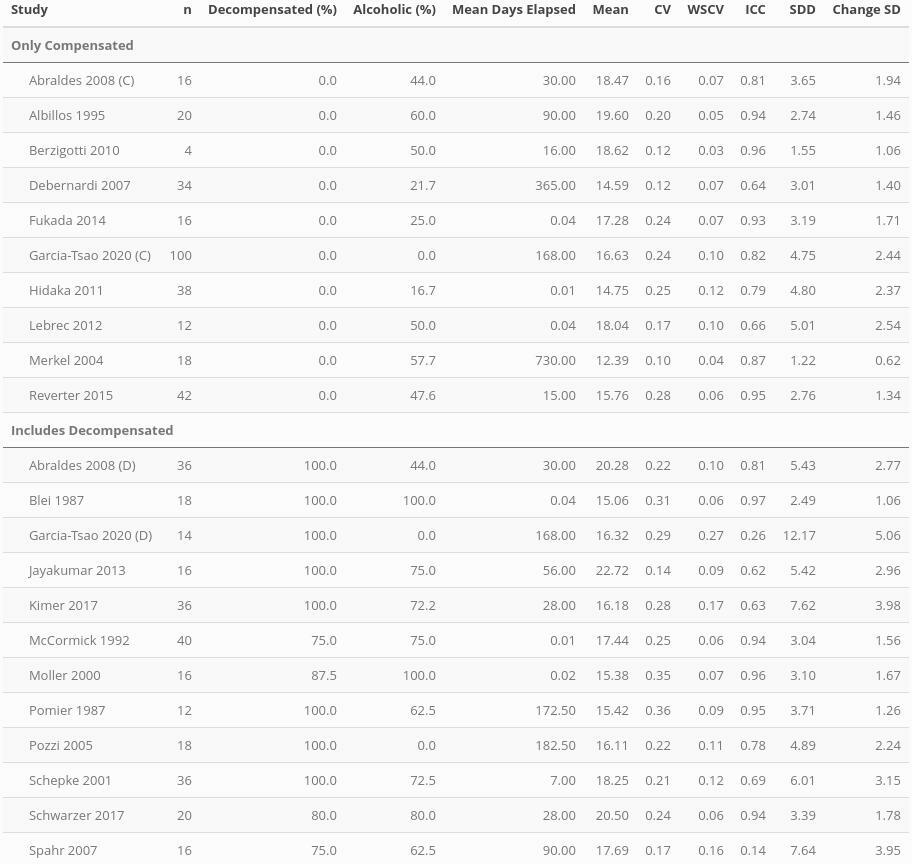 Study n Decompensated (%) Alcoholic (%) Mean Days Elapsed Mean CV WSCV ICC SDD Change SD
Only Compensated
Abraldes 2008 (C) 16 0.0 44.0 30.00 18.47 0.16 0.07 0.81 3.65 1.94
Albillos 1995 20 0.0 60.0 90.00 19.60 0.20 0.05 0.94 2.74 1.46
Berzigotti 2010 4 0.0 50.0 16.00 18.62 0.12 0.03 0.96 1.55 1.06
Debernardi 2007 34 0.0 21.7 365.00 14.59 0.12 0.07 0.64 3.01 1.40
Fukada 2014 16 0.0 25.0 0.04 17.28 0.24 0.07 0.93 3.19 1.71
Garcia-Tsao 2020 (C) 100 0.0 0.0 168.00 16.63 0.24 0.10 0.82 4.75 2.44
Hidaka 2011 38 0.0 16.7 0.01 14.75 0.25 0.12 0.79 4.80 2.37
Lebrec 2012 12 0.0 50.0 0.04 18.04 0.17 0.10 0.66 5.01 2.54
Merkel 2004 18 0.0 57.7 730.00 12.39 0.10 0.04 0.87 1.22 0.62
Reverter 2015 42 0.0 47.6 15.00 15.76 0.28 0.06 0.95 2.76 1.34
Includes Decompensated
Abraldes 2008 (D) 36 100.0 44.0 30.00 20.28 0.22 0.10 0.81 5.43 2.77
Blei 1987 18 100.0 100.0 0.04 15.06 0.31 0.06 0.97 2.49 1.06
Garcia-Tsao 2020 (D) 14 100.0 0.0 168.00 16.32 0.29 0.27 0.26 12.17 5.06
Jayakumar 2013 16 100.0 75.0 56.00 22.72 0.14 0.09 0.62 5.42 2.96
Kimer 2017 36 100.0 72.2 28.00 16.18 0.28 0.17 0.63 7.62 3.98
McCormick 1992 40 75.0 75.0 0.01 17.44 0.25 0.06 0.94 3.04 1.56
Moller 2000 16 87.5 100.0 0.02 15.38 0.35 0.07 0.96 3.10 1.67
Pomier 1987 12 100.0 62.5 172.50 15.42 0.36 0.09 0.95 3.71 1.26
Pozzi 2005 18 100.0 0.0 182.50 16.11 0.22 0.11 0.78 4.89 2.24
Schepke 2001 36 100.0 72.5 7.00 18.25 0.21 0.12 0.69 6.01 3.15
Schwarzer 2017 20 80.0 80.0 28.00 20.50 0.24 0.06 0.94 3.39 1.78
Spahr 2007 16 75.0 62.5 90.00 17.69 0.17 0.16 0.14 7.64 3.95